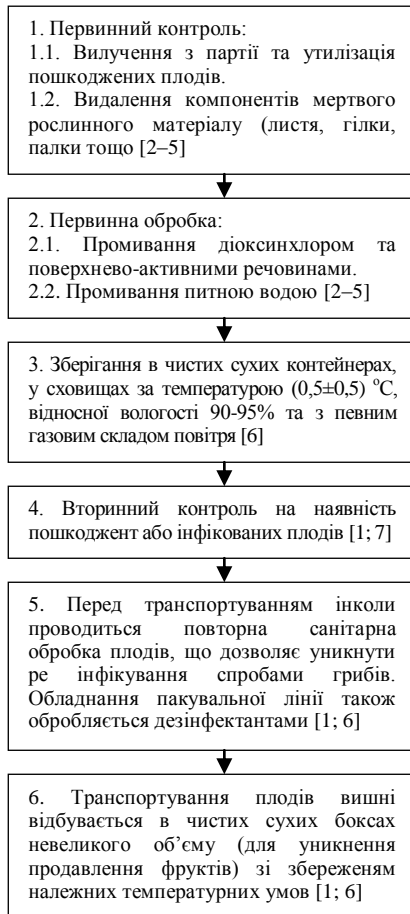 1. Первинний контроль:
1.1. Вилучення з партії та утилізація
пошкоджених плодів.
1.2. Видалення компонентів мертвого
рослинного матеріалу (листя, гілки,
палки тощо [2–5]
2. Первинна обробка:
2.1. Промивання діоксинхлором та
поверхнево-активними речовинами.
2.2. Промивання питною водою [2–5]
3. Зберігання в чистих сухих контейнерах,
у сховищах за температурою (0,5±0,5) °С,
відносної вологості 90-95% та з певним
газовим складом повітря [6]
4. Вторинний контроль на наявність
пошкоджент або інфікованих плодів [1; 7]
5. Перед транспортуванням інколи
проводиться повторна санітарна
обробка плодів, що дозволяє уникнути
ре інфікування спробами грибів.
Обладнання пакувальної лінії також
обробляється дезінфектантами [1; 6]
6. Транспортування плодів вишні
відбувається в чистих сухих боксах
невеликого об’єму (для уникнення
продавлення фруктів) зі збереженям
належних температурних умов [1; 6]